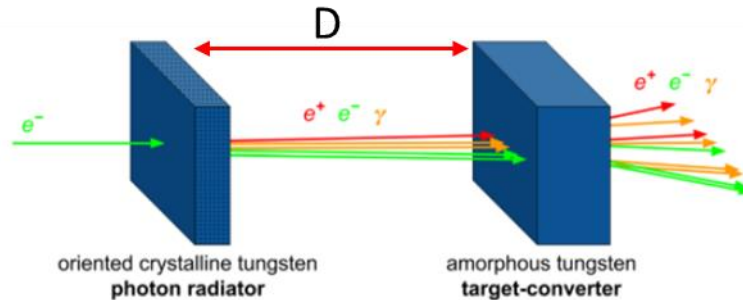 D
e⁻
e⁺ e⁻ γ
e⁺ e⁻ γ
oriented crystalline tungsten
photon radiator
amorphous tungsten
target-converter